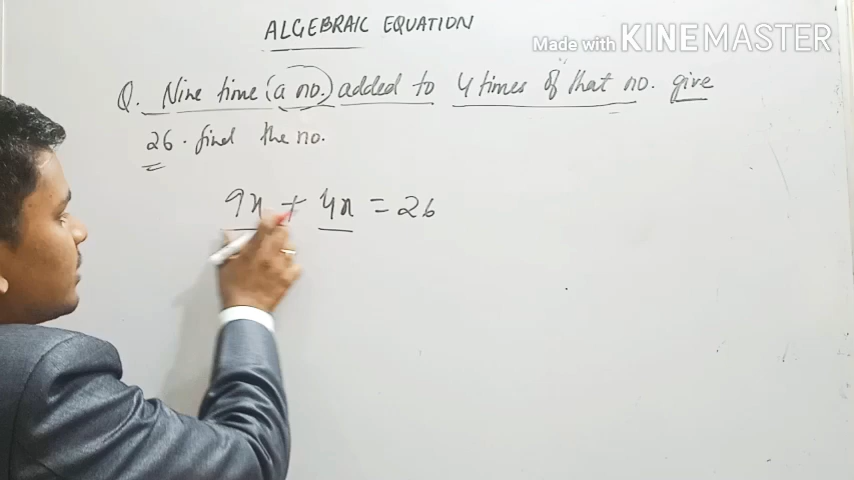 ALGEBRAIC EQUATION
Made with KINEMASTER
Q. Nine time (a no.) added to 4 times of that no. give
26. find the no.
9x + 4x = 26